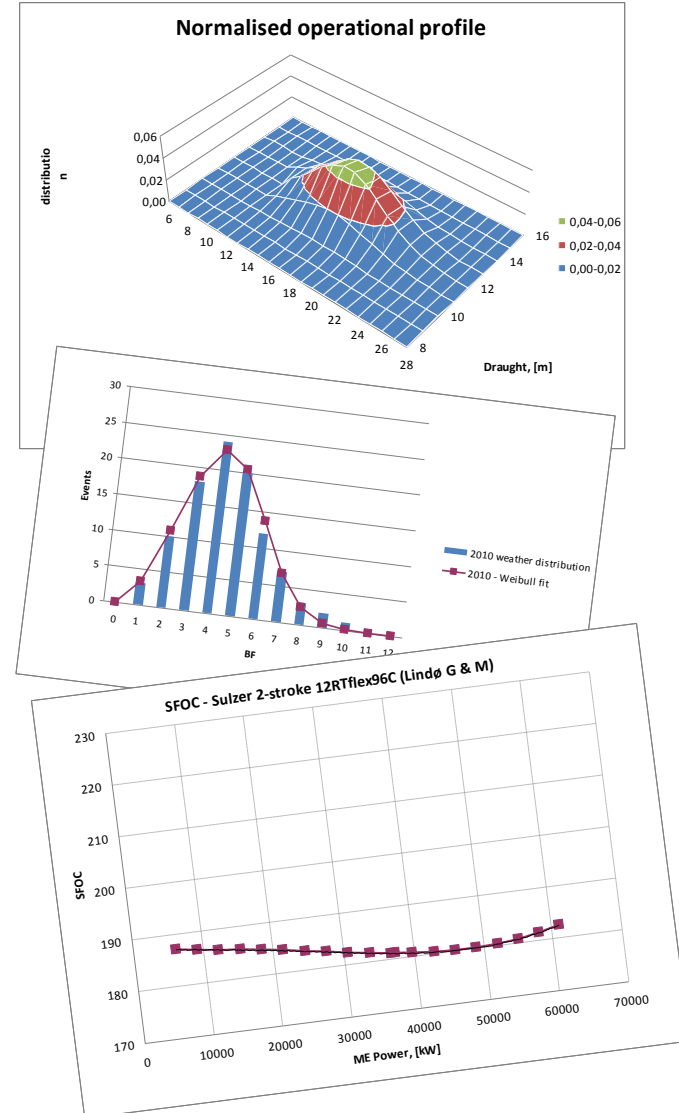 Normalised operational profile
distributio
n
0,06
0,04
0,02
0,00
6
8
10
12
14
16
18
20
22
24
26
28
8
10
12
14
16
Draught, [m]
0,04-0,06
0,02-0,04
0,00-0,02
30
25
20
15
10
5
0
Events
0 1 2 3 4 5 6 7 8 9 10 11 12
BF
2010 weather distribution
2010 - Weibull fit
SFOC - Sulzer 2-stroke 12RTflex96C (Lindø G & M)
230
220
210
200
190
180
170
SFOC
0 10000 20000 30000 40000 50000 60000 70000
ME Power, [kW]